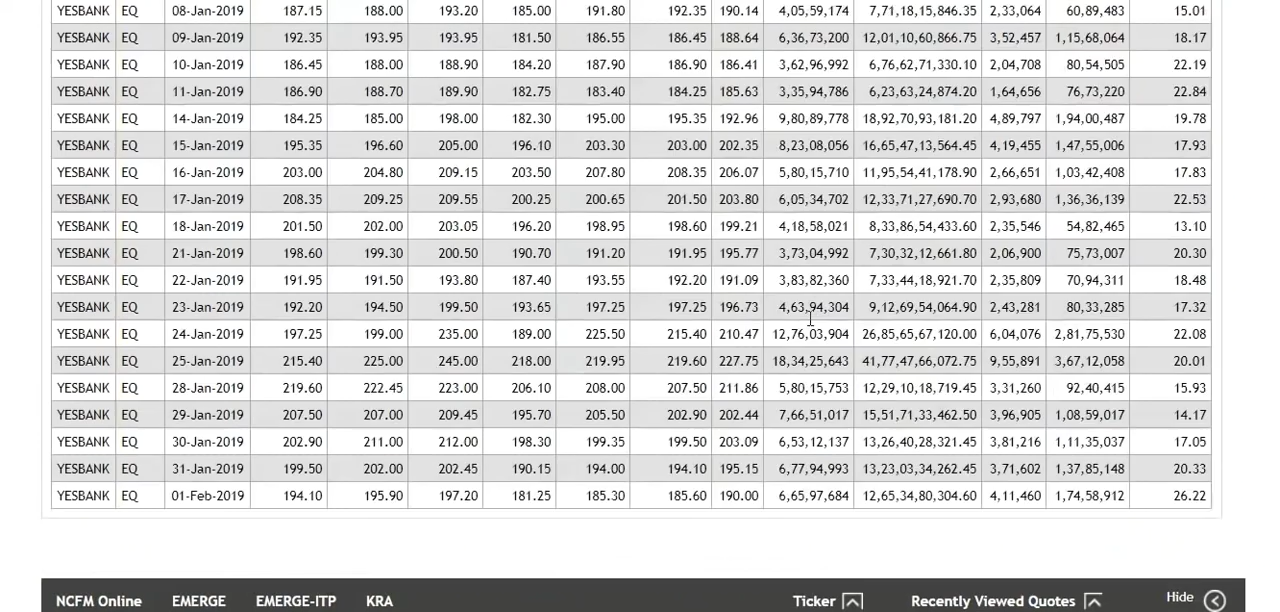 YESBANK EQ 08-Jan-2019 187.15 188.00 193.20 185.00 191.80 192.35 190.14 4,05,59,174 7,71,18,15,846.35 2,33,064 60,89,483 15.01
YESBANK EQ 09-Jan-2019 192.35 193.95 193.95 181.50 186.55 186.45 188.64 6,36,73,200 12,01,10,60,866.75 3,52,457 1,15,68,064 18.17
YESBANK EQ 10-Jan-2019 186.45 188.00 188.90 184.20 187.90 186.90 186.41 3,62,96,992 6,76,62,71,330.10 2,04,708 80,54,505 22.19
YESBANK EQ 11-Jan-2019 186.90 188.70 189.90 182.75 183.40 184.25 185.63 3,35,94,786 6,23,63,24,874.20 1,64,656 76,73,220 22.84
YESBANK EQ 14-Jan-2019 184.25 185.00 198.00 182.30 195.00 195.35 192.96 9,80,89,778 18,92,70,93,181.20 4,89,797 1,94,00,487 19.78
YESBANK EQ 15-Jan-2019 195.35 196.60 205.00 196.10 203.30 203.00 202.35 8,23,08,056 16,65,47,13,564.45 4,19,455 1,47,55,006 17.93
YESBANK EQ 16-Jan-2019 203.00 204.80 209.15 203.50 207.80 208.35 206.07 5,80,15,710 11,95,54,41,178.90 2,66,651 1,03,42,408 17.83
YESBANK EQ 17-Jan-2019 208.35 209.25 209.55 200.25 200.65 201.50 203.80 6,05,34,702 12,33,71,27,690.70 2,93,680 1,36,36,139 22.53
YESBANK EQ 18-Jan-2019 201.50 202.00 203.05 196.20 198.95 198.60 199.21 4,18,58,021 8,33,86,54,433.60 2,35,546 54,82,465 13.10
YESBANK EQ 21-Jan-2019 198.60 199.30 200.50 190.70 191.20 191.95 195.77 3,73,04,992 7,30,32,12,661.80 2,06,900 75,73,007 20.30
YESBANK EQ 22-Jan-2019 191.95 191.50 193.80 187.40 193.55 192.20 191.09 3,83,82,360 7,33,44,18,921.70 2,35,809 70,94,311 18.48
YESBANK EQ 23-Jan-2019 192.20 194.50 199.50 193.65 197.25 197.25 196.73 4,63,94,304 9,12,69,54,064.90 2,43,281 80,33,285 17.32
YESBANK EQ 24-Jan-2019 197.25 199.00 235.00 189.00 225.50 215.40 210.47 12,76,03,904 26,85,65,67,120.00 6,04,076 2,81,75,530 22.08
YESBANK EQ 25-Jan-2019 215.40 225.00 245.00 218.00 219.95 219.60 227.75 18,34,25,643 41,77,47,66,072.75 9,55,891 3,67,12,058 20.01
YESBANK EQ 28-Jan-2019 219.60 222.45 223.00 206.10 208.00 207.50 211.86 5,80,15,753 12,29,10,18,719.45 3,31,260 92,40,415 15.93
YESBANK EQ 29-Jan-2019 207.50 207.00 209.45 195.70 205.50 202.90 202.44 7,66,51,017 15,51,71,33,462.50 3,96,905 1,08,59,017 14.17
YESBANK EQ 30-Jan-2019 202.90 211.00 212.00 198.30 199.35 199.50 203.09 6,53,12,137 13,26,40,28,321.45 3,81,216 1,11,35,037 17.05
YESBANK EQ 31-Jan-2019 199.50 202.00 202.45 190.15 194.00 194.10 195.15 6,77,94,993 13,23,03,34,262.45 3,71,602 1,37,85,148 20.33
YESBANK EQ 01-Feb-2019 194.10 195.90 197.20 181.25 185.30 185.60 190.00 6,65,97,684 12,65,34,80,304.60 4,11,460 1,74,58,912 26.22
NCFM Online EMERGE EMERGE-ITP KRA Ticker Recently Viewed Quotes Hide